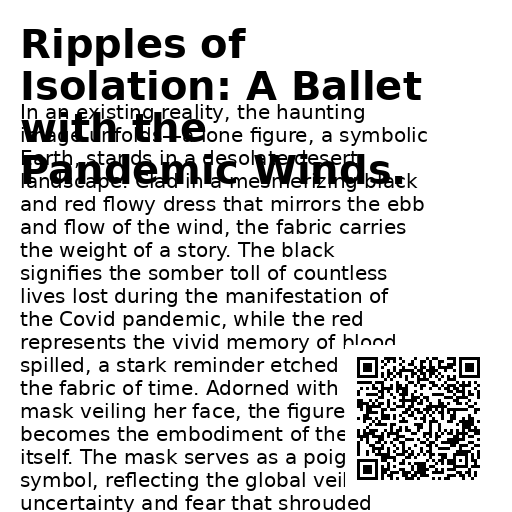 Ripples of
Isolation: A Ballet
with the
Pandemic Winds.
In an existing reality, the haunting
image unfolds—a lone figure, a symbolic
Earth, stands in a desolate desert
landscape. Clad in a mesmerizing black
and red flowy dress that mirrors the ebb
and flow of the wind, the fabric carries
the weight of a story. The black
signifies the somber toll of countless
lives lost during the manifestation of
the Covid pandemic, while the red
represents the vivid memory of blood
spilled, a stark reminder etched
the fabric of time. Adorned with
mask veiling her face, the figure
becomes the embodiment of the
itself. The mask serves as a poig
symbol, reflecting the global veil
uncertainty and fear that shrouded